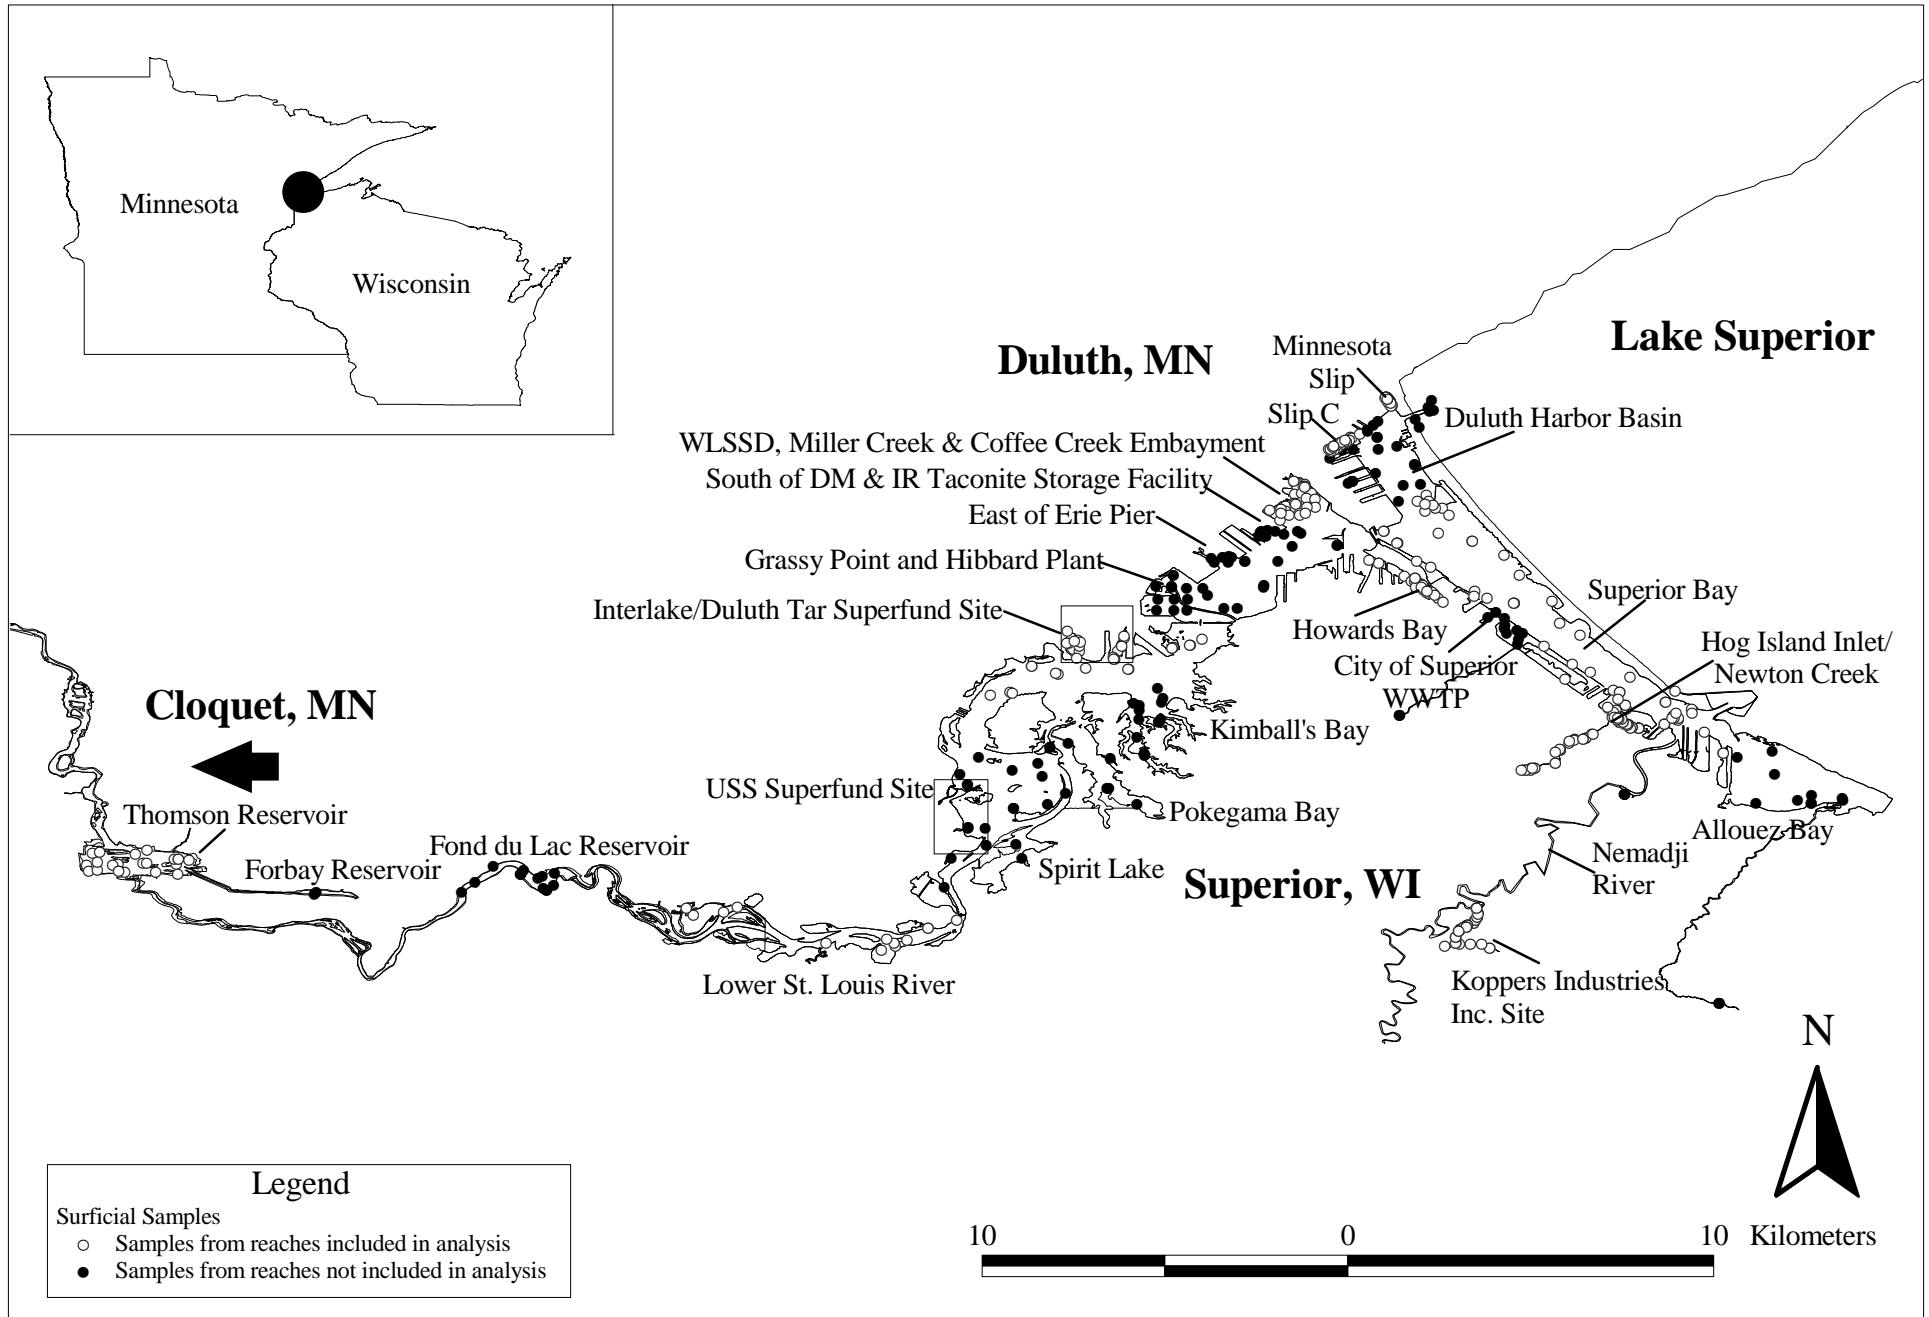 Minnesota
Wisconsin
Duluth, MN
Lake Superior
Minnesota
Slip
Slip C
Duluth Harbor Basin
WLSSD, Miller Creek & Coffee Creek Embayment
South of DM & IR Taconite Storage Facility
East of Erie Pier
Grassy Point and Hibbard Plant
Interlake/Duluth Tar Superfund Site
Superior Bay
Howards Bay
City of Superior
WWTP
Hog Island Inlet/
Newton Creek
Cloquet, MN
Kimball's Bay
USS Superfund Site
Pokegama Bay
Thomson Reservoir
Forbay Reservoir
Fond du Lac Reservoir
Spirit Lake
Superior, WI
Allouez Bay
Nemadji
River
Lower St. Louis River
Koppers Industries
Inc. Site
N
Legend
Surficial Samples
Samples from reaches included in analysis
Samples from reaches not included in analysis
10 0 10 Kilometers